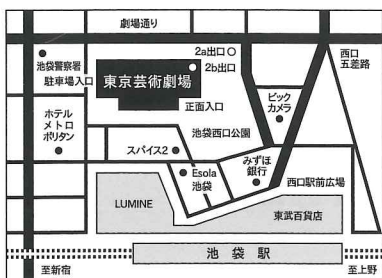 劇場通り
2a出口
西口
五差路
池袋警察署
駐車場入口
東京芸術劇場
2b出口
正面入口
ビック
カメラ
ホテル
メトロ
ポリタン
池袋西口公園
スパイス2
Esola
池袋
みずほ
銀行
西口駅前広場
LUMINE
東武百貨店
池袋駅
至新宿
至上野